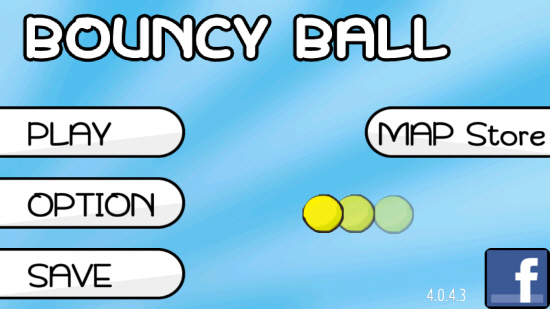 BOUNCY BALL
PLAY
MAP Store
OPTION
SAVE
4.0.4.3
f